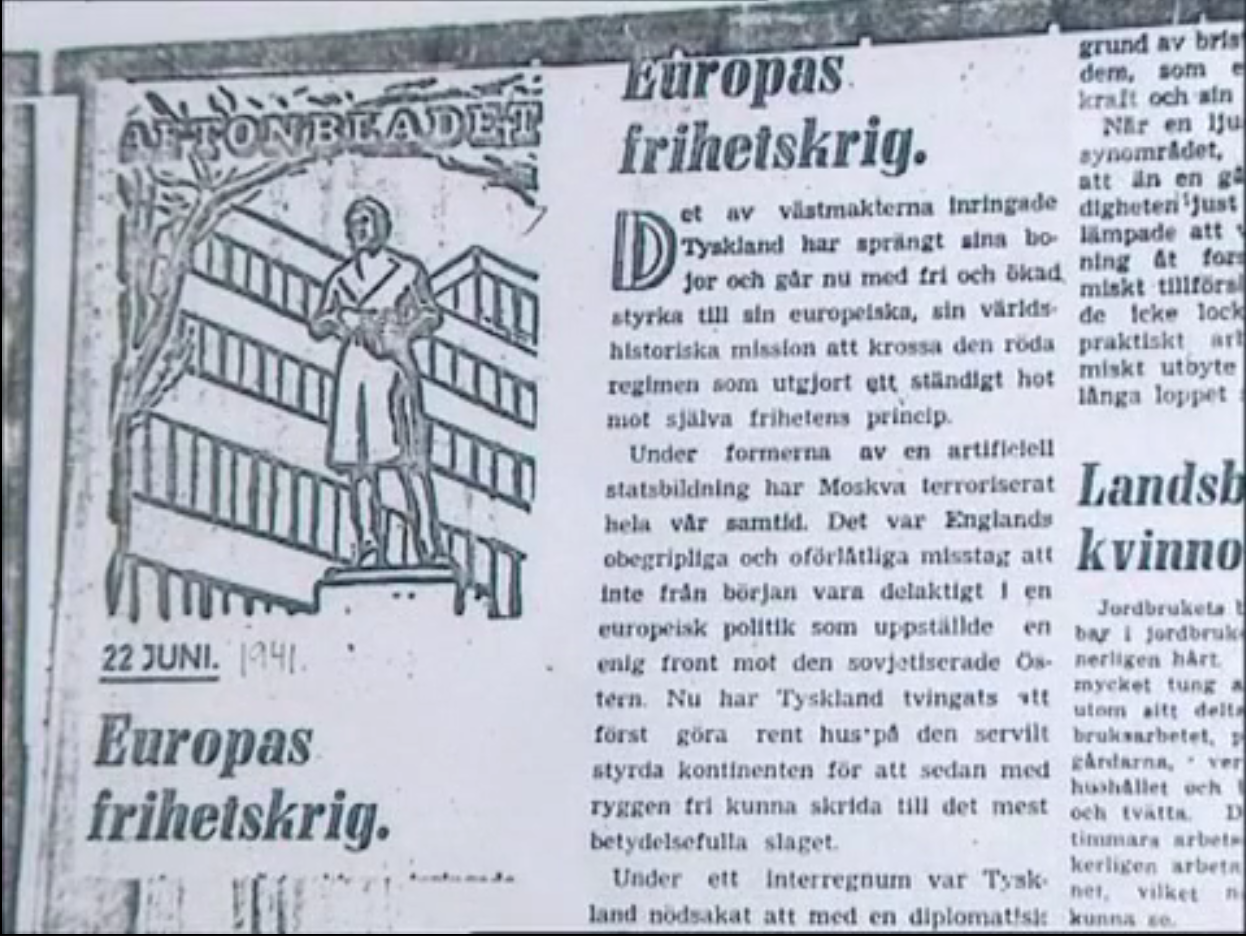 AFTONBLADET
22 JUNI. 1941.
Europas
frihetskrig.
Europas
frihetskrig.
Det av västmakterna inringade
Tyskland har sprängt sina bo-
jor och går nu med fri och ökad
styrka till sin europeiska, sin världs-
historiska mission att krossa den röda
regimen som utgjort ett ständigt hot
mot själva frihetens princip.
Under formerna av en artificiell
statsbildning har Moskva terroriserat
hela vår samtid. Det var Englands
obegripliga och oförlåtliga misstag att
inte från början vara delaktigt i en
europeisk politik som uppställde en
enig front mot den sovjetiserade Ös-
tern. Nu har Tyskland tvingats att
först göra rent hus på den servilt
styrda kontinenten för att sedan med
ryggen fri kunna skrida till det mest
betydelsefulla slaget.
Under ett interregnum var Tysk-
land nödsakat att med en diplomatisk
grund av bris
dem, som e
kraft och sin
När en lju
synområdet,
att än en gå
digheten just
lämpade att v
ning åt fors
miskt tillförsl
de icke lock
praktiskt art
miskt utbyte
långa loppet
Landsb
kvinno
Jordbrukets
bar i jordbruk
nerligen hårt.
mycket tung a
utom sitt delta
bruksarbetet, p
gårdarna, ver
hushållet och
och tvätta. D
timmars arbets
kerligen arbeta
net, vilket n
kunna se.